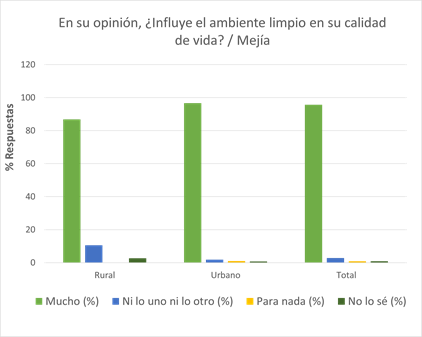 En su opinión, ¿Influye el ambiente limpio en su calidad
de vida? / Mejía
% Respuestas
120
100
80
60
40
20
0
Rural
Urbano
Total
Mucho (%)
Ni lo uno ni lo otro (%)
Para nada (%)
No lo sé (%)